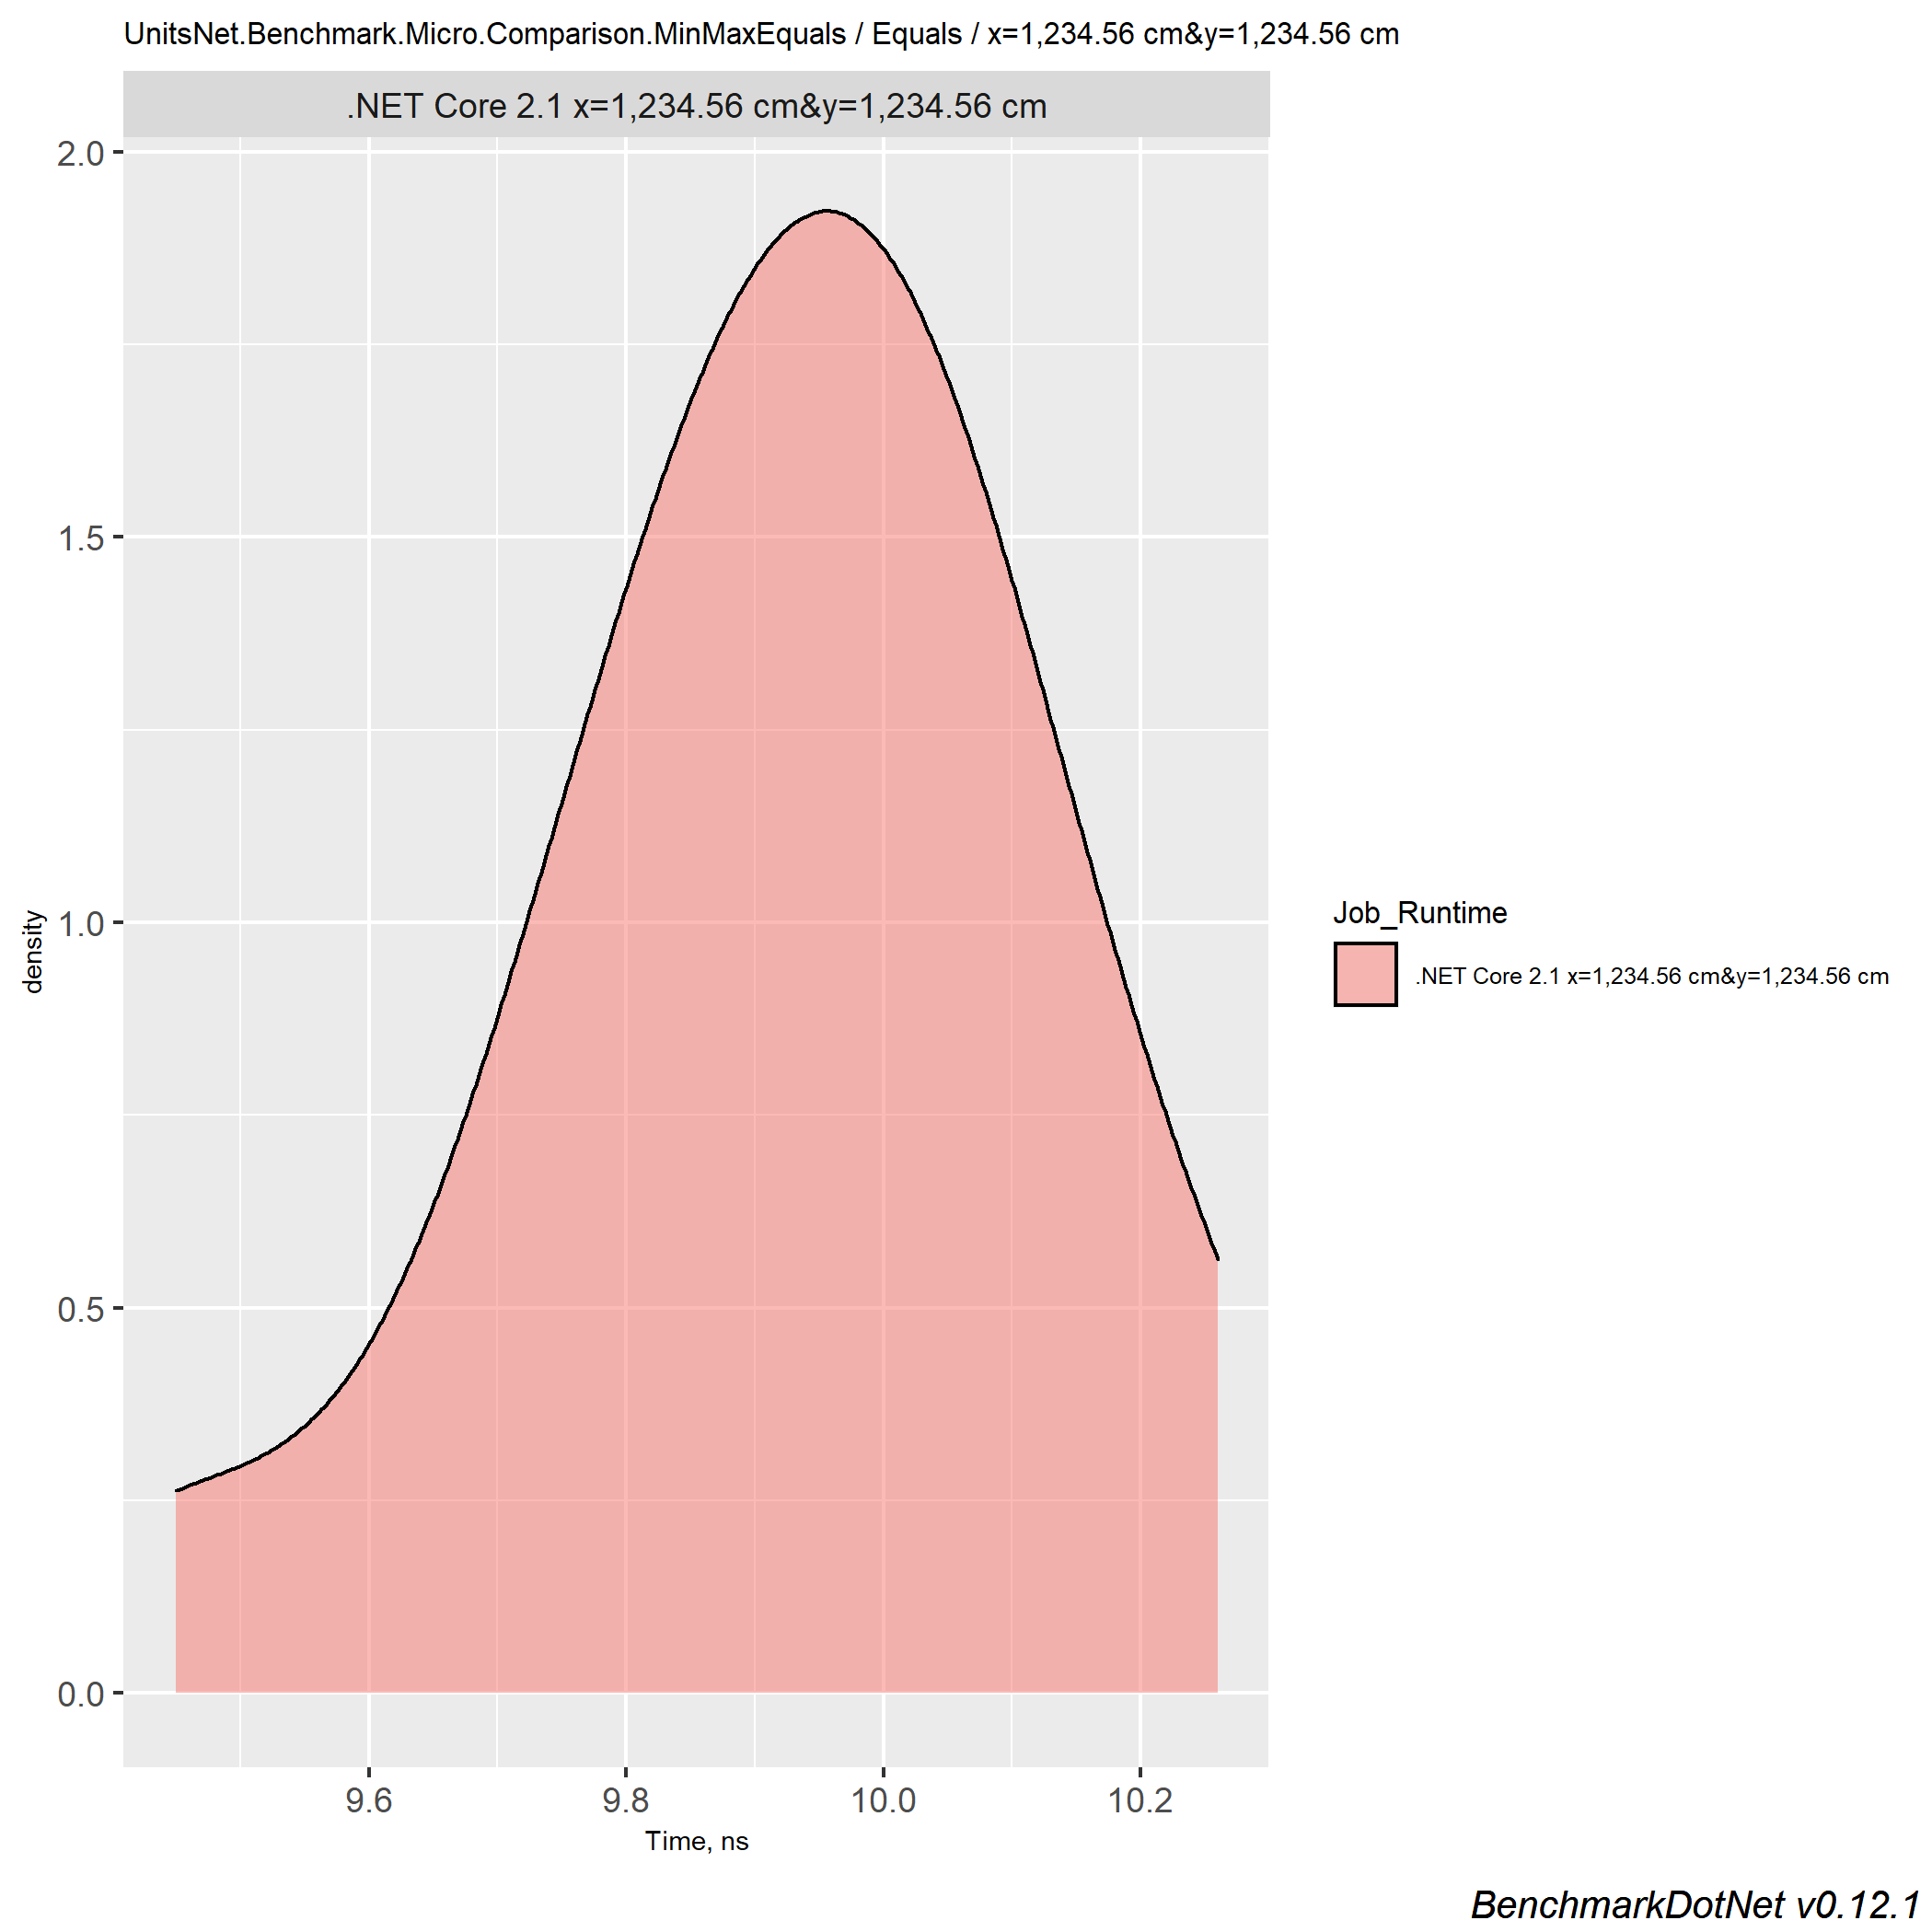 UnitsNet.Benchmark.Micro.Comparison.MinMaxEquals / Equals / x=1,234.56 cm&y=1,234.56 cm
.NET Core 2.1 x=1,234.56 cm&y=1,234.56 cm
2.0
1.5
1.0
0.5
0.0
density
9.6 9.8 10.0 10.2
Time, ns
Job_Runtime
.NET Core 2.1 x=1,234.56 cm&y=1,234.56 cm
BenchmarkDotNet v0.12.1